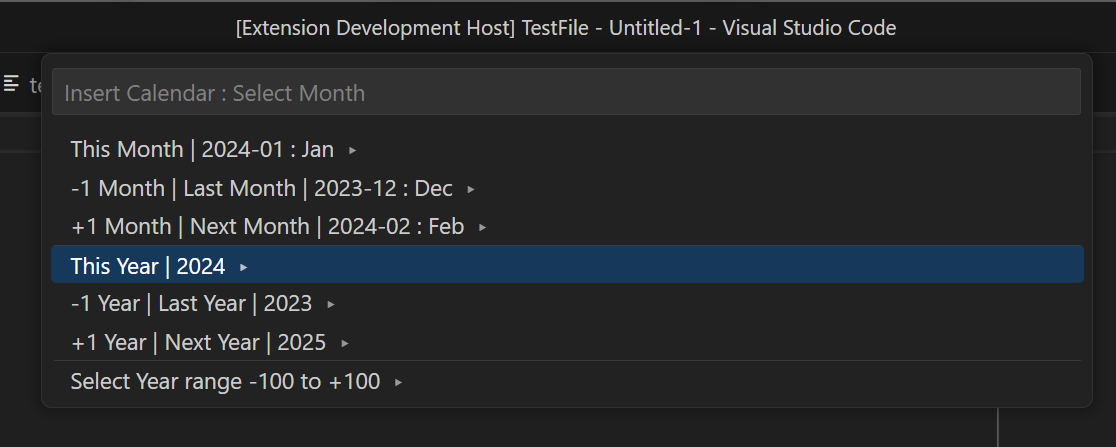 [Extension Development Host] TestFile - Untitled-1 - Visual Studio Code
Insert Calendar : Select Month
This Month | 2024-01 : Jan ▸
-1 Month | Last Month | 2023-12 : Dec ▸
+1 Month | Next Month | 2024-02 : Feb ▸
This Year | 2024 ▸
-1 Year | Last Year | 2023 ▸
+1 Year | Next Year | 2025 ▸
Select Year range -100 to +100 ▸